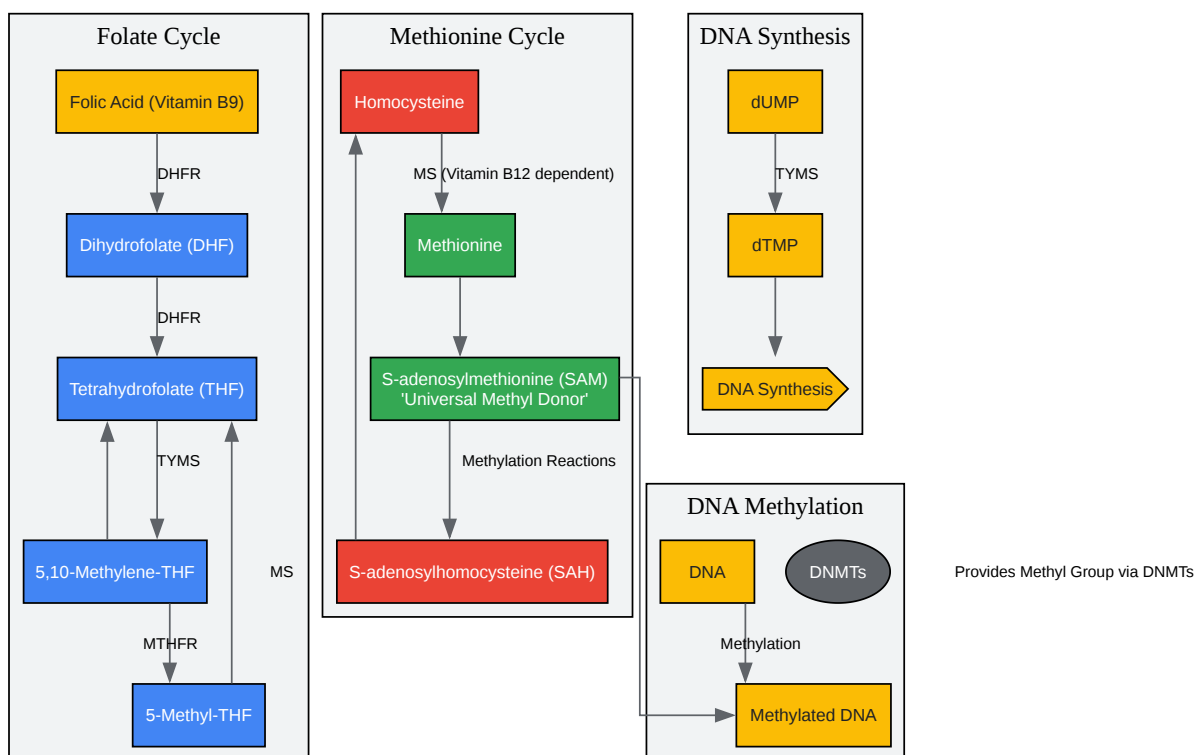 Folate Cycle
Folic Acid (Vitamin B9)
DHFR
Dihydrofolate (DHF)
DHFR
Tetrahydrofolate (THF)
TYMS
5,10-Methylene-THF
MS
MTHFR
5-Methyl-THF
Methionine Cycle
Homocysteine
MS (Vitamin B12 dependent)
Methionine
S-adenosylmethionine (SAM)
'Universal Methyl Donor'
Methylation Reactions
S-adenosylhomocysteine (SAH)
DNA Synthesis
dUMP
TYMS
dTMP
DNA Synthesis
DNA Methylation
DNA
DNMTs
Provides Methyl Group via DNMTs
Methylation
Methylated DNA